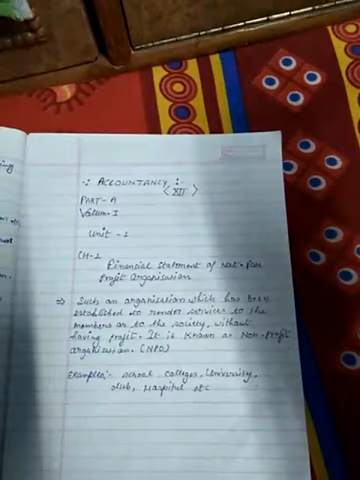 ∵ ACCOUNTANCY ∴
< XII >
PART-A
Volum-I
Unit -1
CH-1
Financial Statement of Not-For
Profit Organisation
⇒ Such an organisation which has been
established to render services to the
members or to the society, without
having profit. It is Known as Non-Profit
organisation. (NPO)
Examples:- school colleges, University,
club, Hospital etc